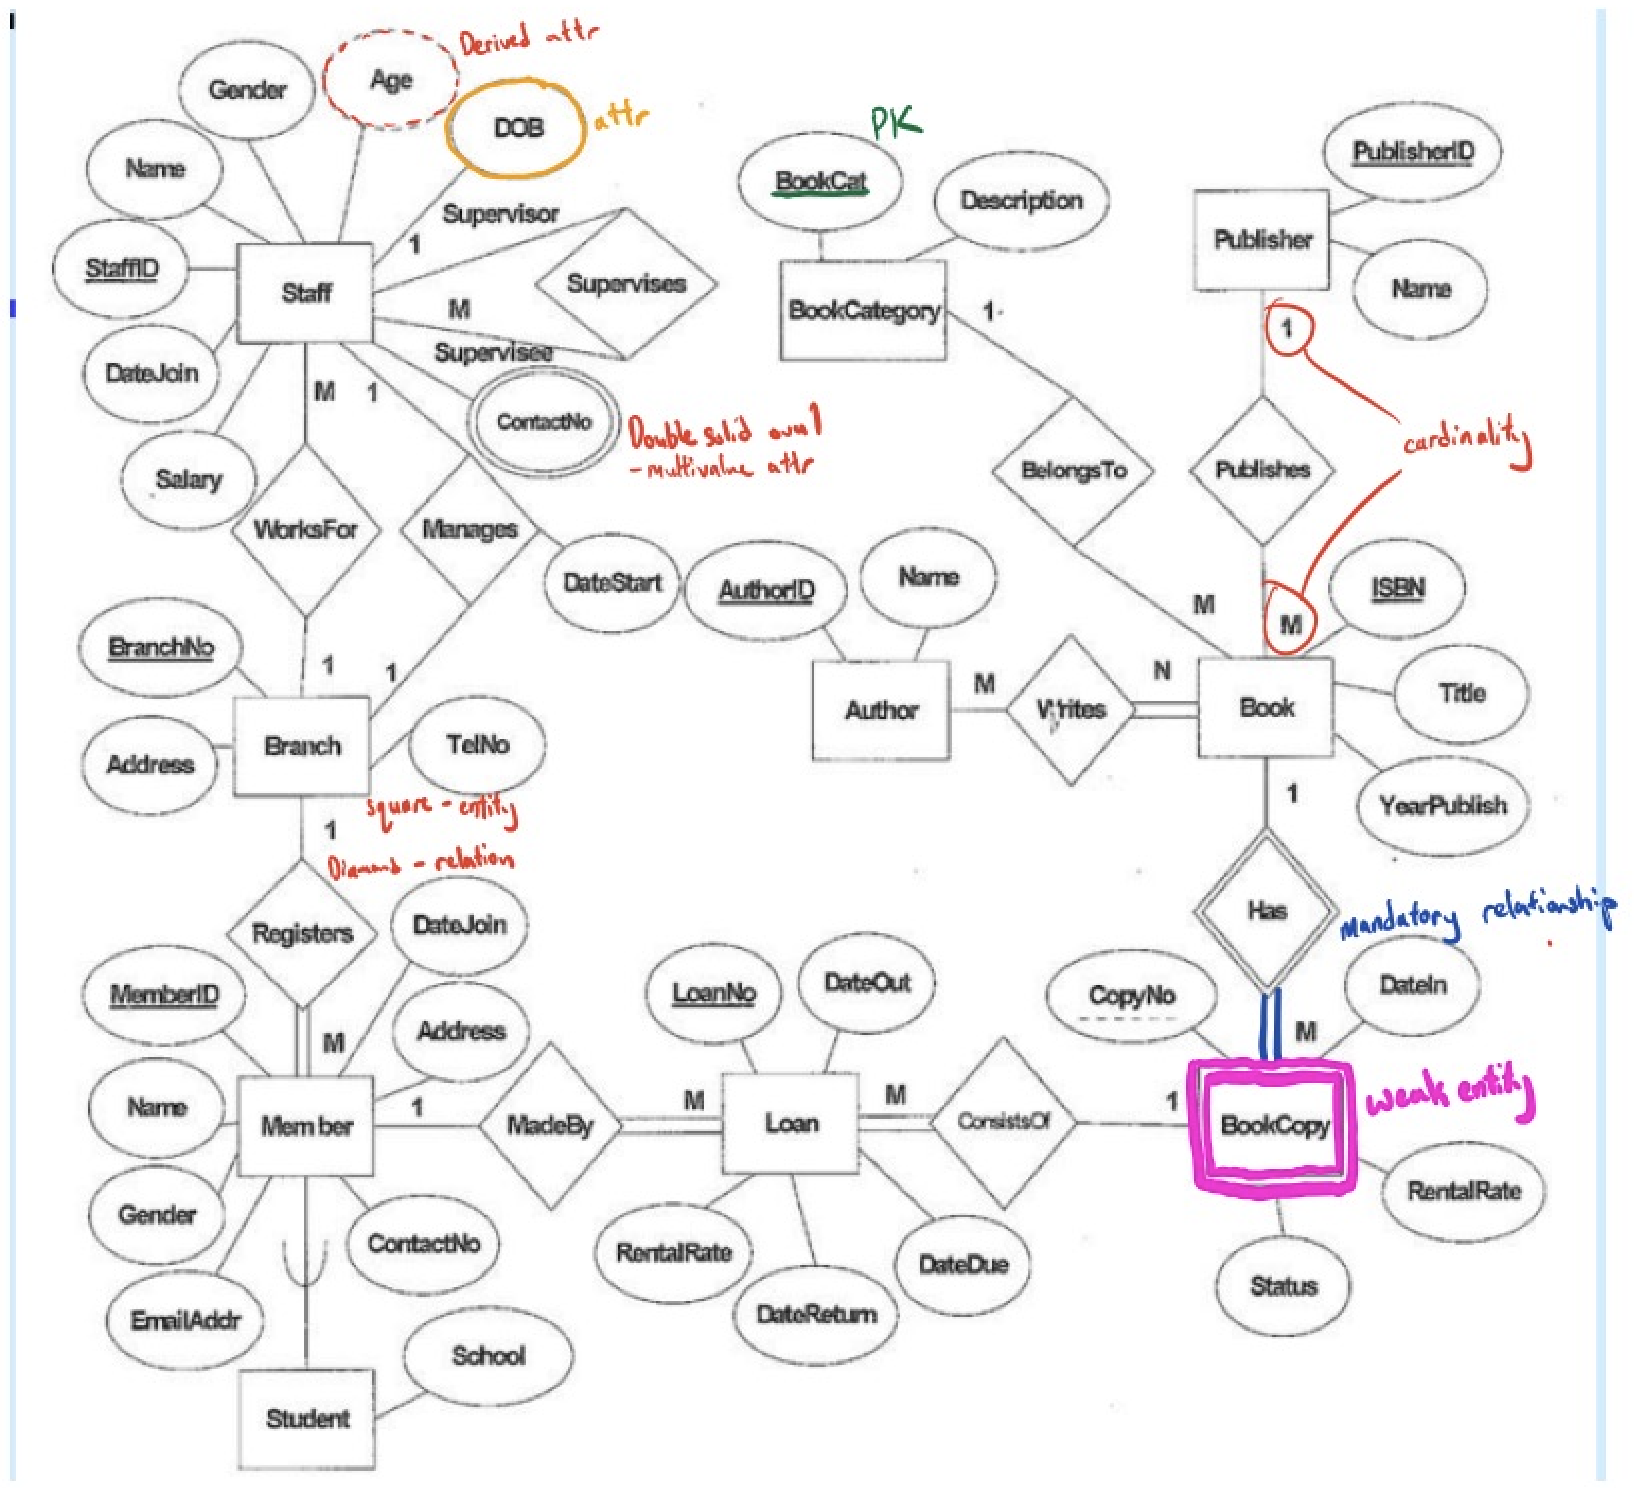 Derived attr
Age
Gender
DOB
attr
PK
PublisherID
Name
BookCat
Description
Supervisor
Publisher
StaffID
1
Staff
Supervises
Name
M
BookCategory
1
1
Supervisee
DateJoin
M
1
ContactNo
Double solid oval
- multivalue attr
cardinality
Salary
BelongsTo
Publishes
WorksFor
Manages
DateStart
AuthorID
Name
ISBN
M
M
BranchNo
1
1
M
N
Title
Author
Writes
Book
Branch
TelNo
Address
1
YearPublish
square - entity
1
Diamond - relation
Has
mandatory relationship
Registers
DateJoin
MemberID
LoanNo
DateOut
CopyNo
DateIn
M
Address
M
Name
1
M
M
1
weak entity
Member
MadeBy
Loan
ConsistsOf
BookCopy
RentalRate
Gender
ContactNo
RentalRate
DateDue
Status
EmailAddr
DateReturn
School
Student